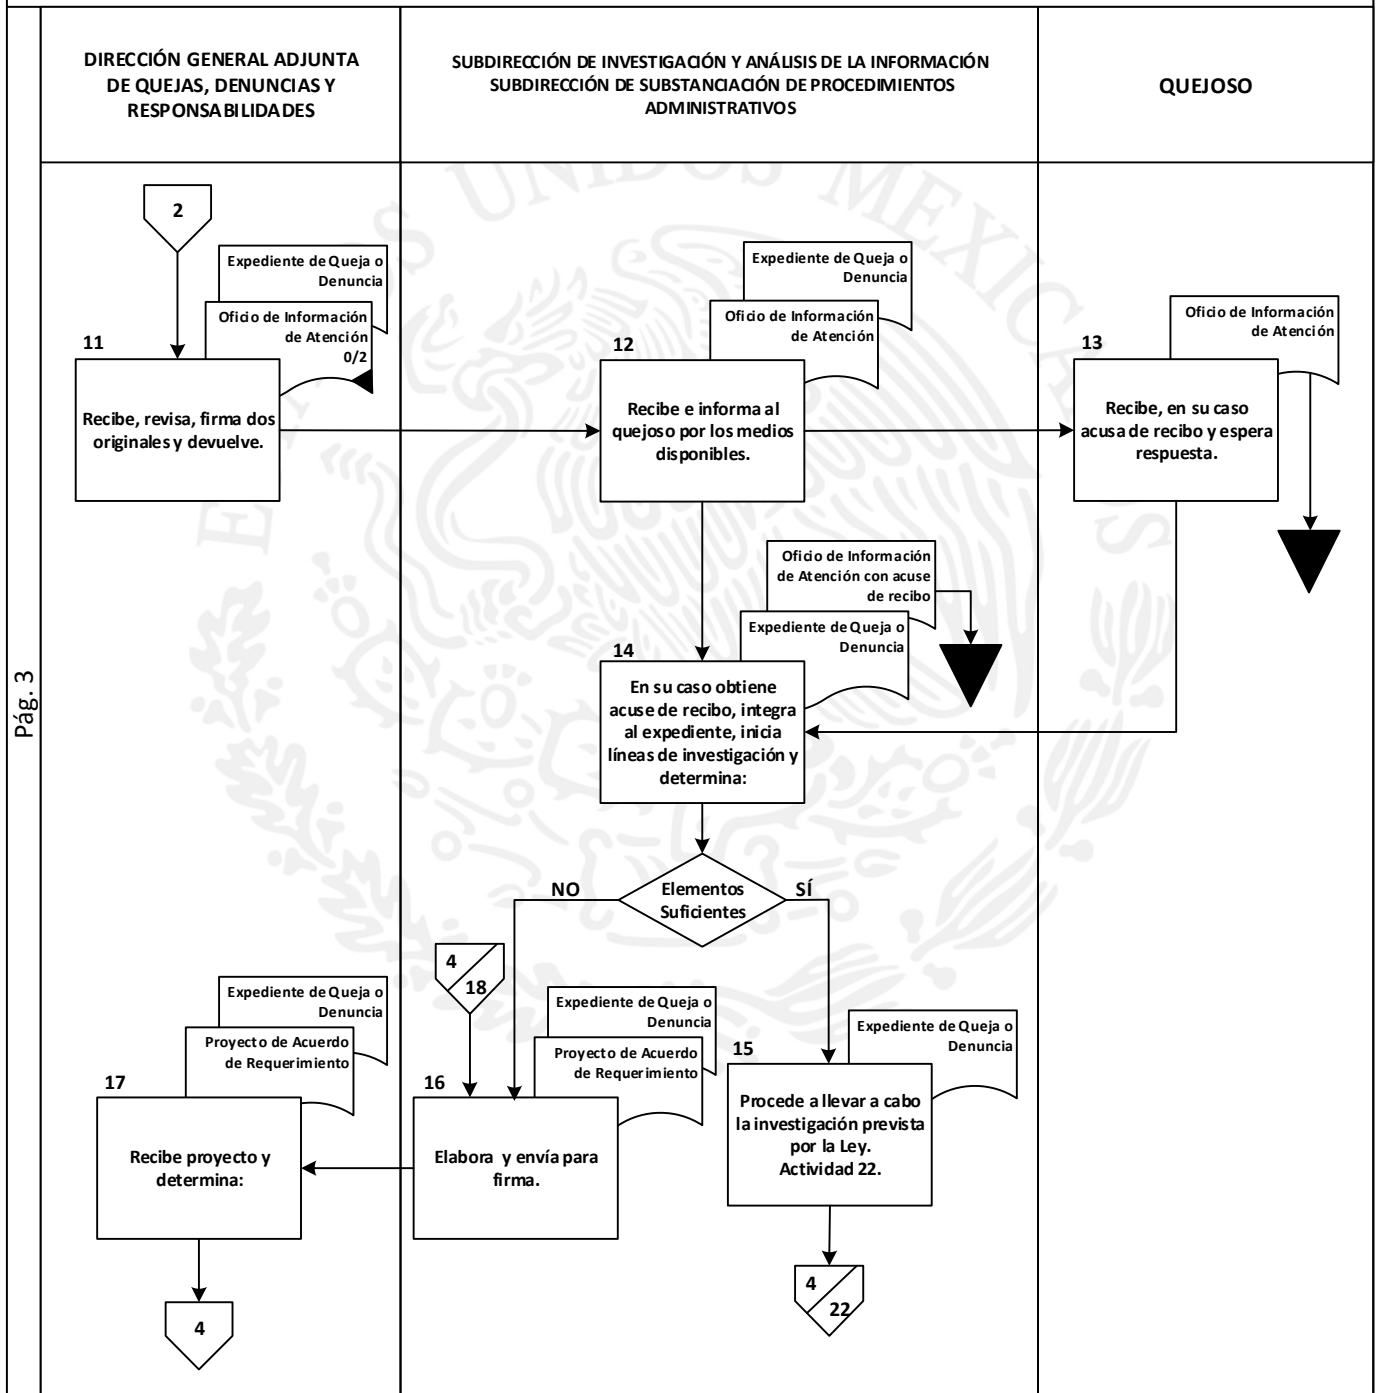 DIRECCIÓN GENERAL ADJUNTA
DE QUEJAS, DENUNCIAS Y
RESPONSABILIDADES
SUBDIRECCIÓN DE INVESTIGACIÓN Y ANÁLISIS DE LA INFORMACIÓN
SUBDIRECCIÓN DE SUBSTANCIACIÓN DE PROCEDIMIENTOS
ADMINISTRATIVOS
QUEJOSO
Pág. 3
2
Expediente de Queja o
Denuncia
Oficio de Información
de Atención
0/2
11
Recibe, revisa, firma dos
originales y devuelve.
Expediente de Queja o
Denuncia
Oficio de Información
de Atención
12
Recibe e informa al
quejoso por los medios
disponibles.
Oficio de Información
de Atención
13
Recibe, en su caso
acusa de recibo y espera
respuesta.
Oficio de Información
de Atención con acuse
de recibo
Expediente de Queja o
Denuncia
14
En su caso obtiene
acuse de recibo, integra
al expediente, inicia
líneas de investigación y
determina:
Elementos
Suficientes
NO
SÍ
4
18
Expediente de Queja o
Denuncia
Proyecto de Acuerdo
de Requerimiento
16
Elabora y envía para
firma.
Expediente de Queja o
Denuncia
15
Procede a llevar a cabo
la investigación prevista
por la Ley.
Actividad 22.
4
22
Expediente de Queja o
Denuncia
Proyecto de Acuerdo
de Requerimiento
17
Recibe proyecto y
determina:
4
UNIDOS MEXICANOS